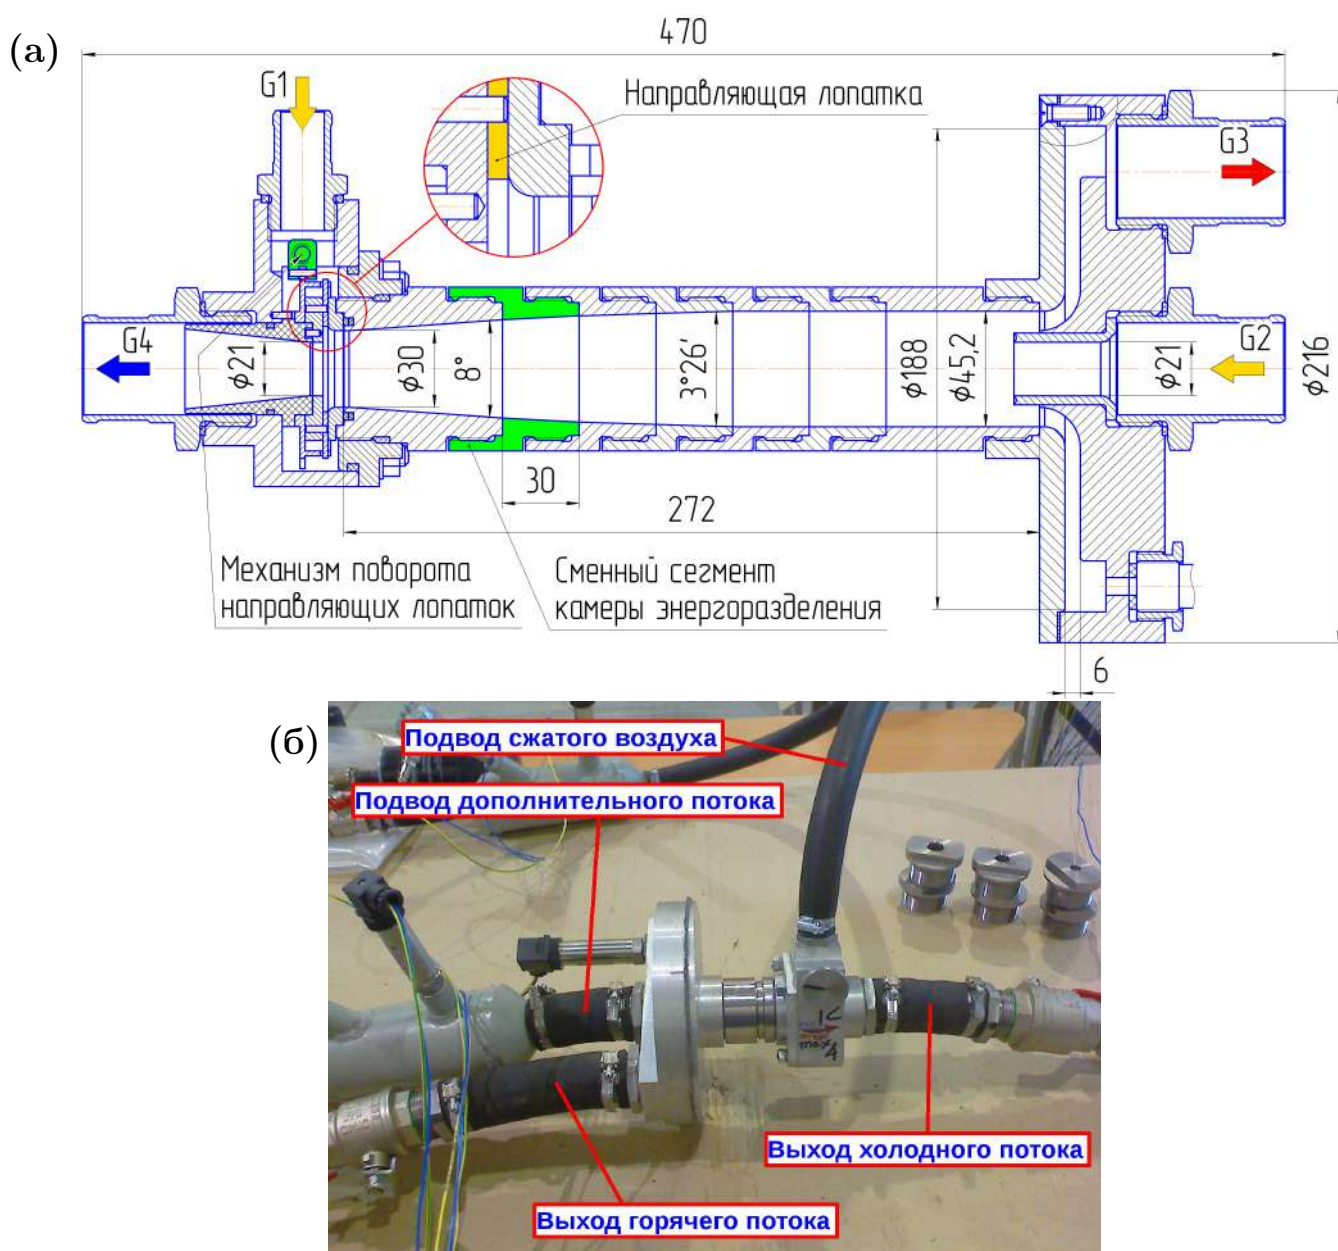 (а)
470
G1
Направляющая лопатка
G3
G4
ϕ21
ϕ30
8°
3°26′
ϕ188
ϕ45,2
G2
ϕ21
ϕ216
30
272
Механизм поворота
направляющих лопаток
Сменный сегмент
камеры энергоразделения
6
(б)
Подвод сжатого воздуха
Подвод дополнительного потока
Выход холодного потока
Выход горячего потока